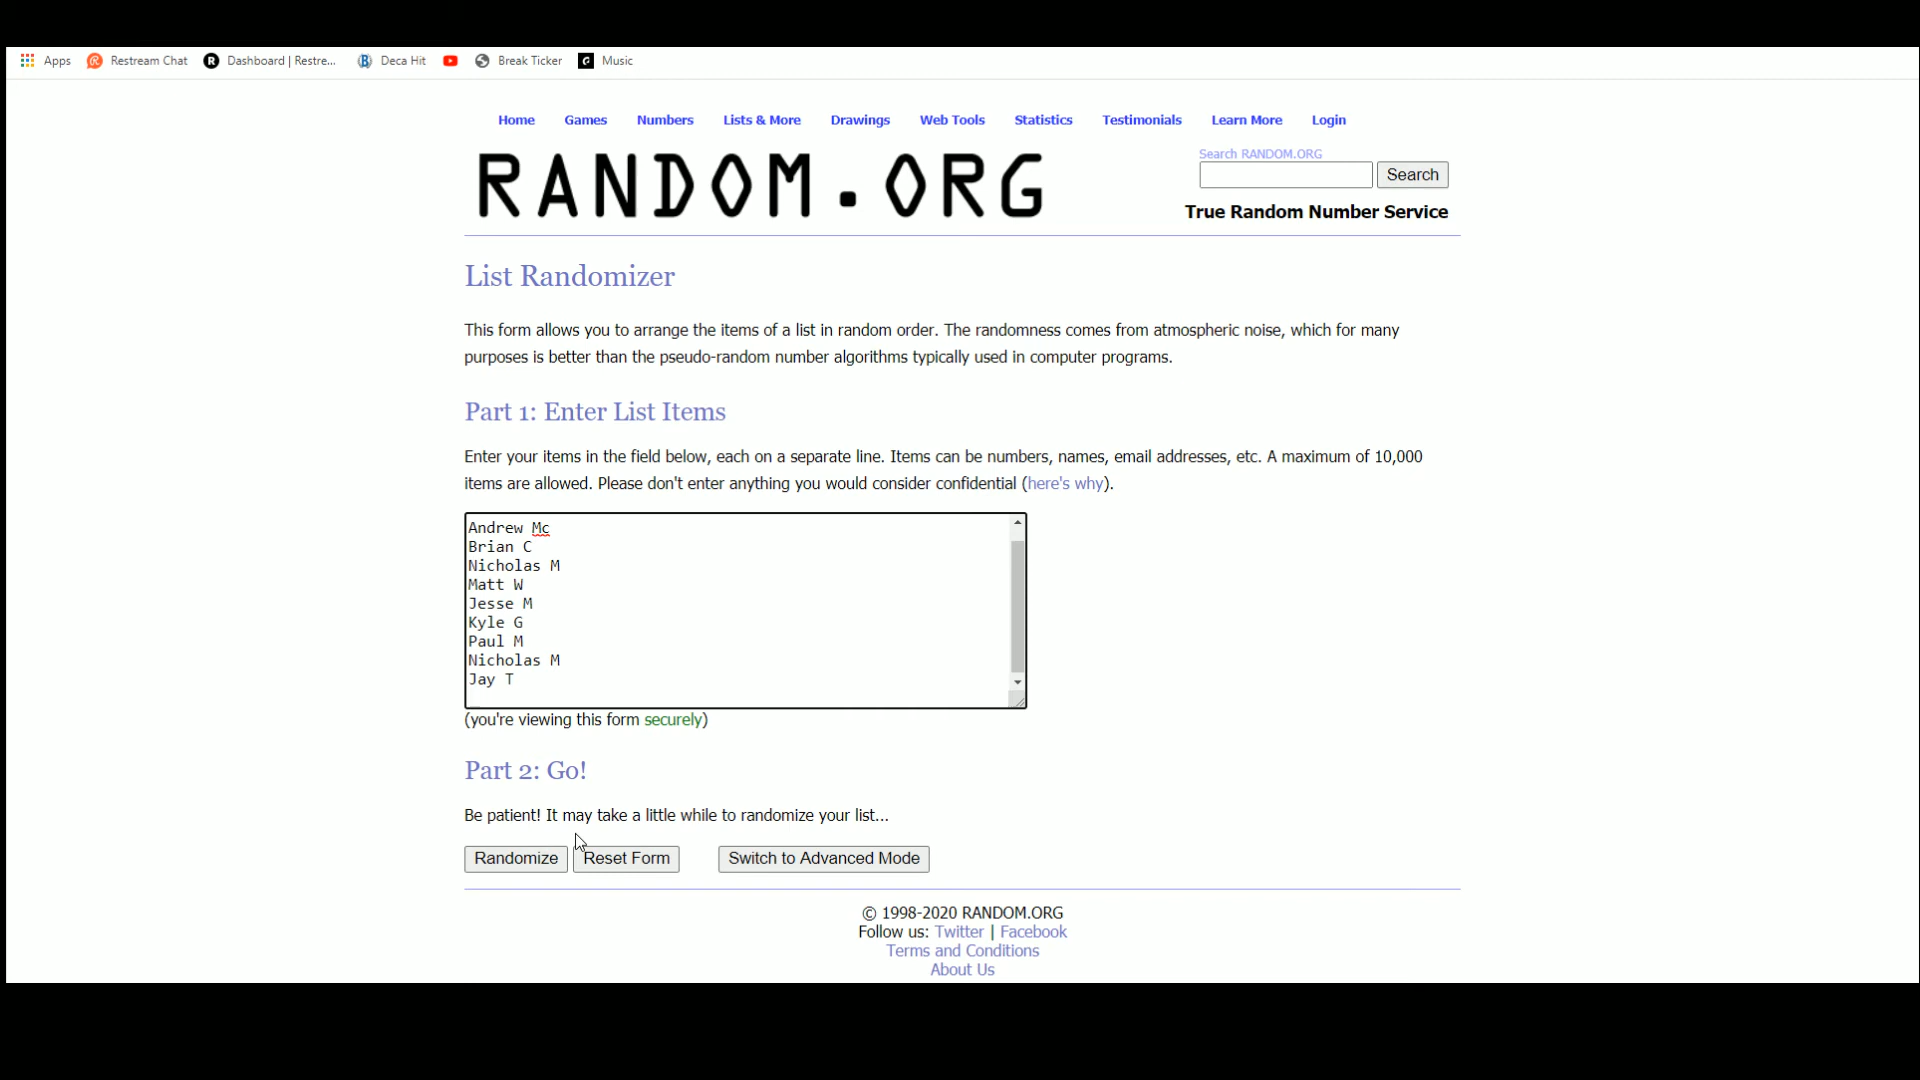 Apps Restream Chat Dashboard | Restre... Deca Hit Break Ticker Music
Home Games Numbers Lists & More Drawings Web Tools Statistics Testimonials Learn More Login
RANDOM.ORG
Search RANDOM.ORG
Search
True Random Number Service
List Randomizer
This form allows you to arrange the items of a list in random order. The randomness comes from atmospheric noise, which for many
purposes is better than the pseudo-random number algorithms typically used in computer programs.
Part 1: Enter List Items
Enter your items in the field below, each on a separate line. Items can be numbers, names, email addresses, etc. A maximum of 10,000
items are allowed. Please don't enter anything you would consider confidential (here's why).
Andrew Mc
Brian C
Nicholas M
Matt W
Jesse M
Kyle G
Paul M
Nicholas M
Jay T
(you're viewing this form securely)
Part 2: Go!
Be patient! It may take a little while to randomize your list...
Randomize Reset Form Switch to Advanced Mode
© 1998-2020 RANDOM.ORG
Follow us: Twitter | Facebook
Terms and Conditions
About Us